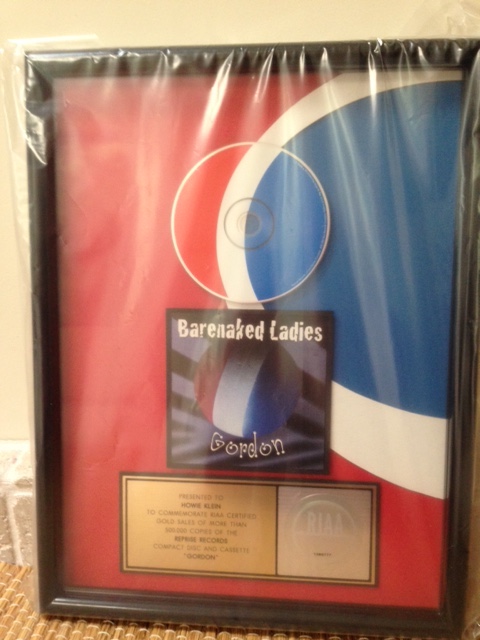 Barenaked Ladies
Gordon
PRESENTED TO
HOWIE KLEIN
TO COMMEMORATE RIAA CERTIFIED
GOLD SALES OF MORE THAN
500,000 COPIES OF THE
REPRISE RECORDS
COMPACT DISC AND CASSETTE
"GORDON"
RIAA